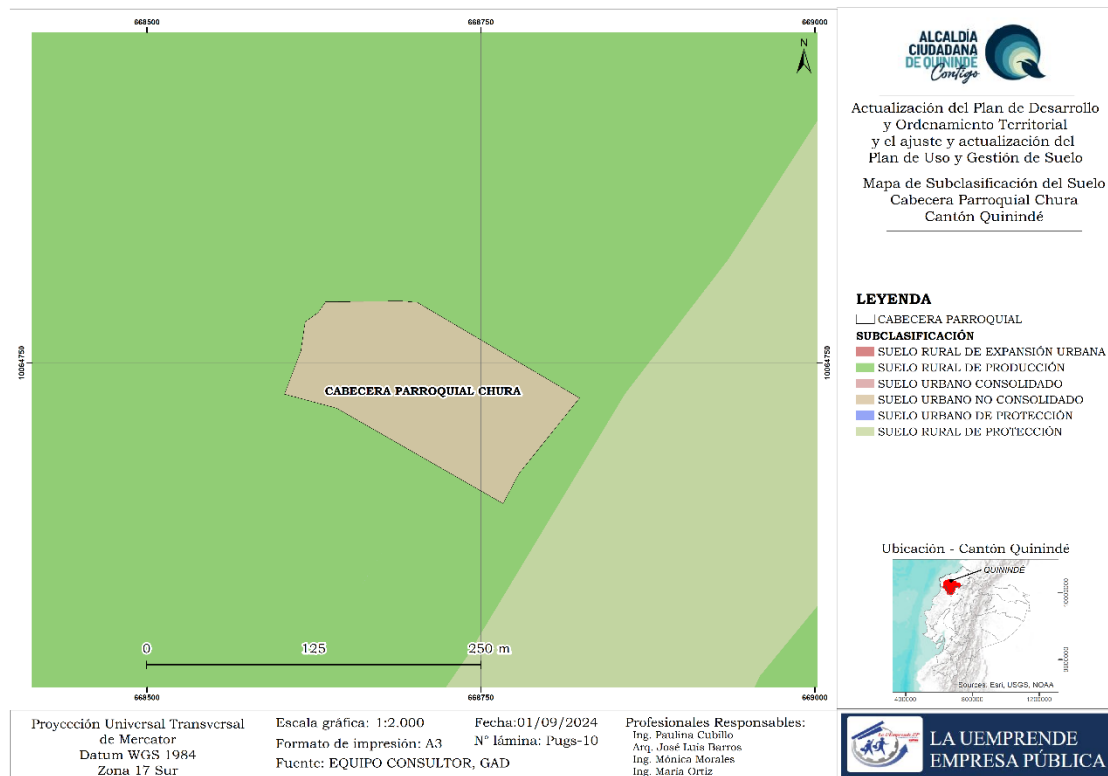 668500
668750
669000
N
10064750
10064750
CABECERA PARROQUIAL CHURA
0
125
250 m
668500
668750
669000
ALCALDÍA
CIUDADANA
DE QUININDÉ
Contigo
Actualización del Plan de Desarrollo
y Ordenamiento Territorial
y el ajuste y actualización del
Plan de Uso y Gestión de Suelo
Mapa de Subclasificación del Suelo
Cabecera Parroquial Chura
Cantón Quinindé
LEYENDA
CABECERA PARROQUIAL
SUBCLASIFICACIÓN
SUELO RURAL DE EXPANSIÓN URBANA
SUELO RURAL DE PRODUCCIÓN
SUELO URBANO CONSOLIDADO
SUELO URBANO NO CONSOLIDADO
SUELO URBANO DE PROTECCIÓN
SUELO RURAL DE PROTECCIÓN
Ubicación - Cantón Quinindé
QUININDÉ
Sources: Esri, USGS, NOAA
400000
800000
1200000
Proyección Universal Transversal
de Mercator
Datum WGS 1984
Zona 17 Sur
Escala gráfica: 1:2.000
Formato de impresión: A3
Fuente: EQUIPO CONSULTOR, GAD
Fecha:01/09/2024
N° lámina: Pugs-10
Profesionales Responsables:
Ing. Paulina Cubillo
Arq. José Luis Barros
Ing. Mónica Morales
Ing. María Ortiz
LA UEMPRENDE
EMPRESA PÚBLICA